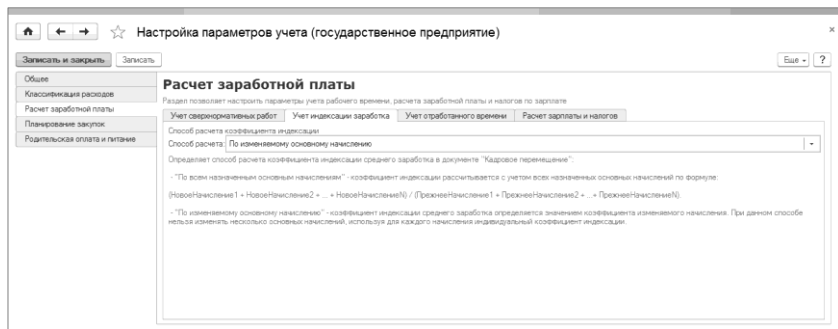 Настройка параметров учета (государственное предприятие)
Записать и закрыть
Записать
Еще
?
Общее
Классификация расходов
Расчет заработной платы
Планирование закупок
Родительская оплата и питание
Расчет заработной платы
Раздел позволяет настроить параметры учета рабочего времени, расчета заработной платы и налогов по зарплате
Учет сверхнормативных работ
Учет индексации заработка
Учет отработанного времени
Расчет зарплаты и налогов
Способ расчета коэффициента индексации
Способ расчета: По изменяемому основному начислению
Определяет способ расчета коэффициента индексации среднего заработка в документе "Кадровое перемещение":
- "По всем назначенным основным начислениям" - коэффициент индексации рассчитывается с учетом всех назначенных основных начислений по формуле:
(НовоеНачисление1 + НовоеНачисление2 + ... + НовоеНачислениеN) / (ПрежнееНачисление1 + ПрежнееНачисление2 + ... + ПрежнееНачислениеN).
- "По изменяемому основному начислению" - коэффициент индексации среднего заработка определяется значением коэффициента изменяемого начисления. При данном способе
нельзя изменять несколько основных начислений, используя для каждого начисления индивидуальный коэффициент индексации.